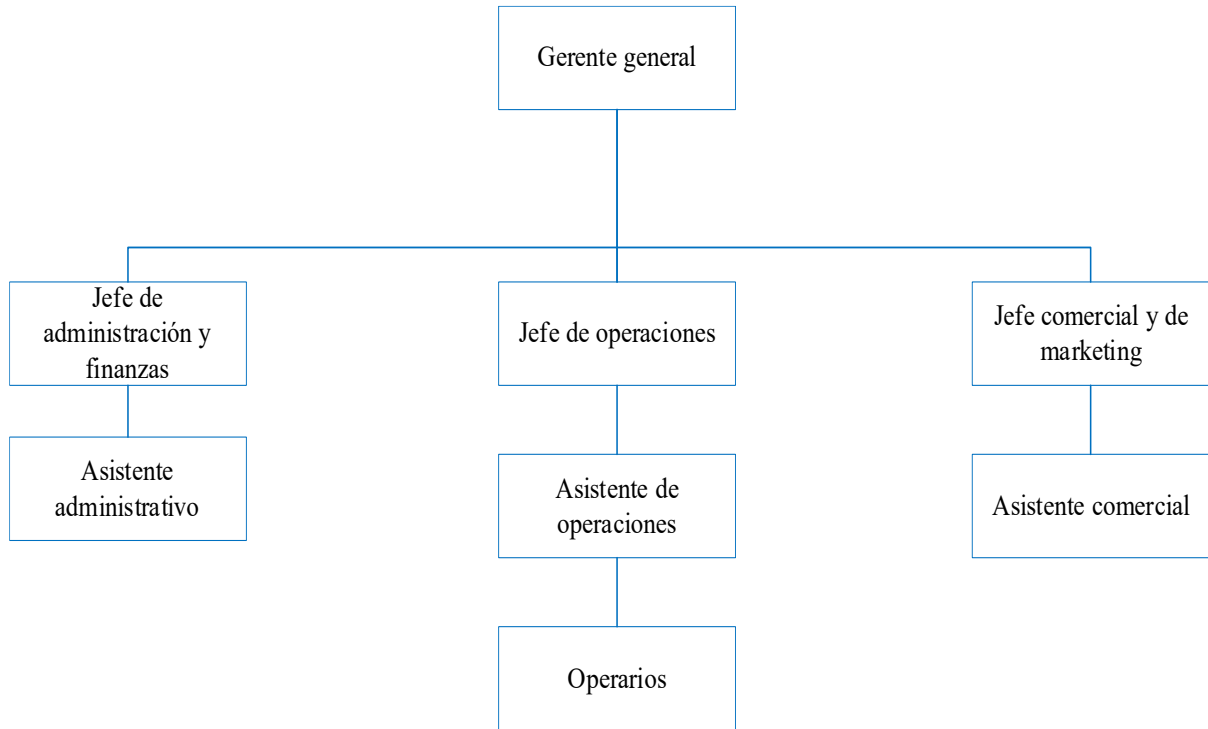 Gerente general
Jefe de
administración y
finanzas
Jefe de operaciones
Jefe comercial y de
marketing
Asistente
administrativo
Asistente de
operaciones
Asistente comercial
Operarios